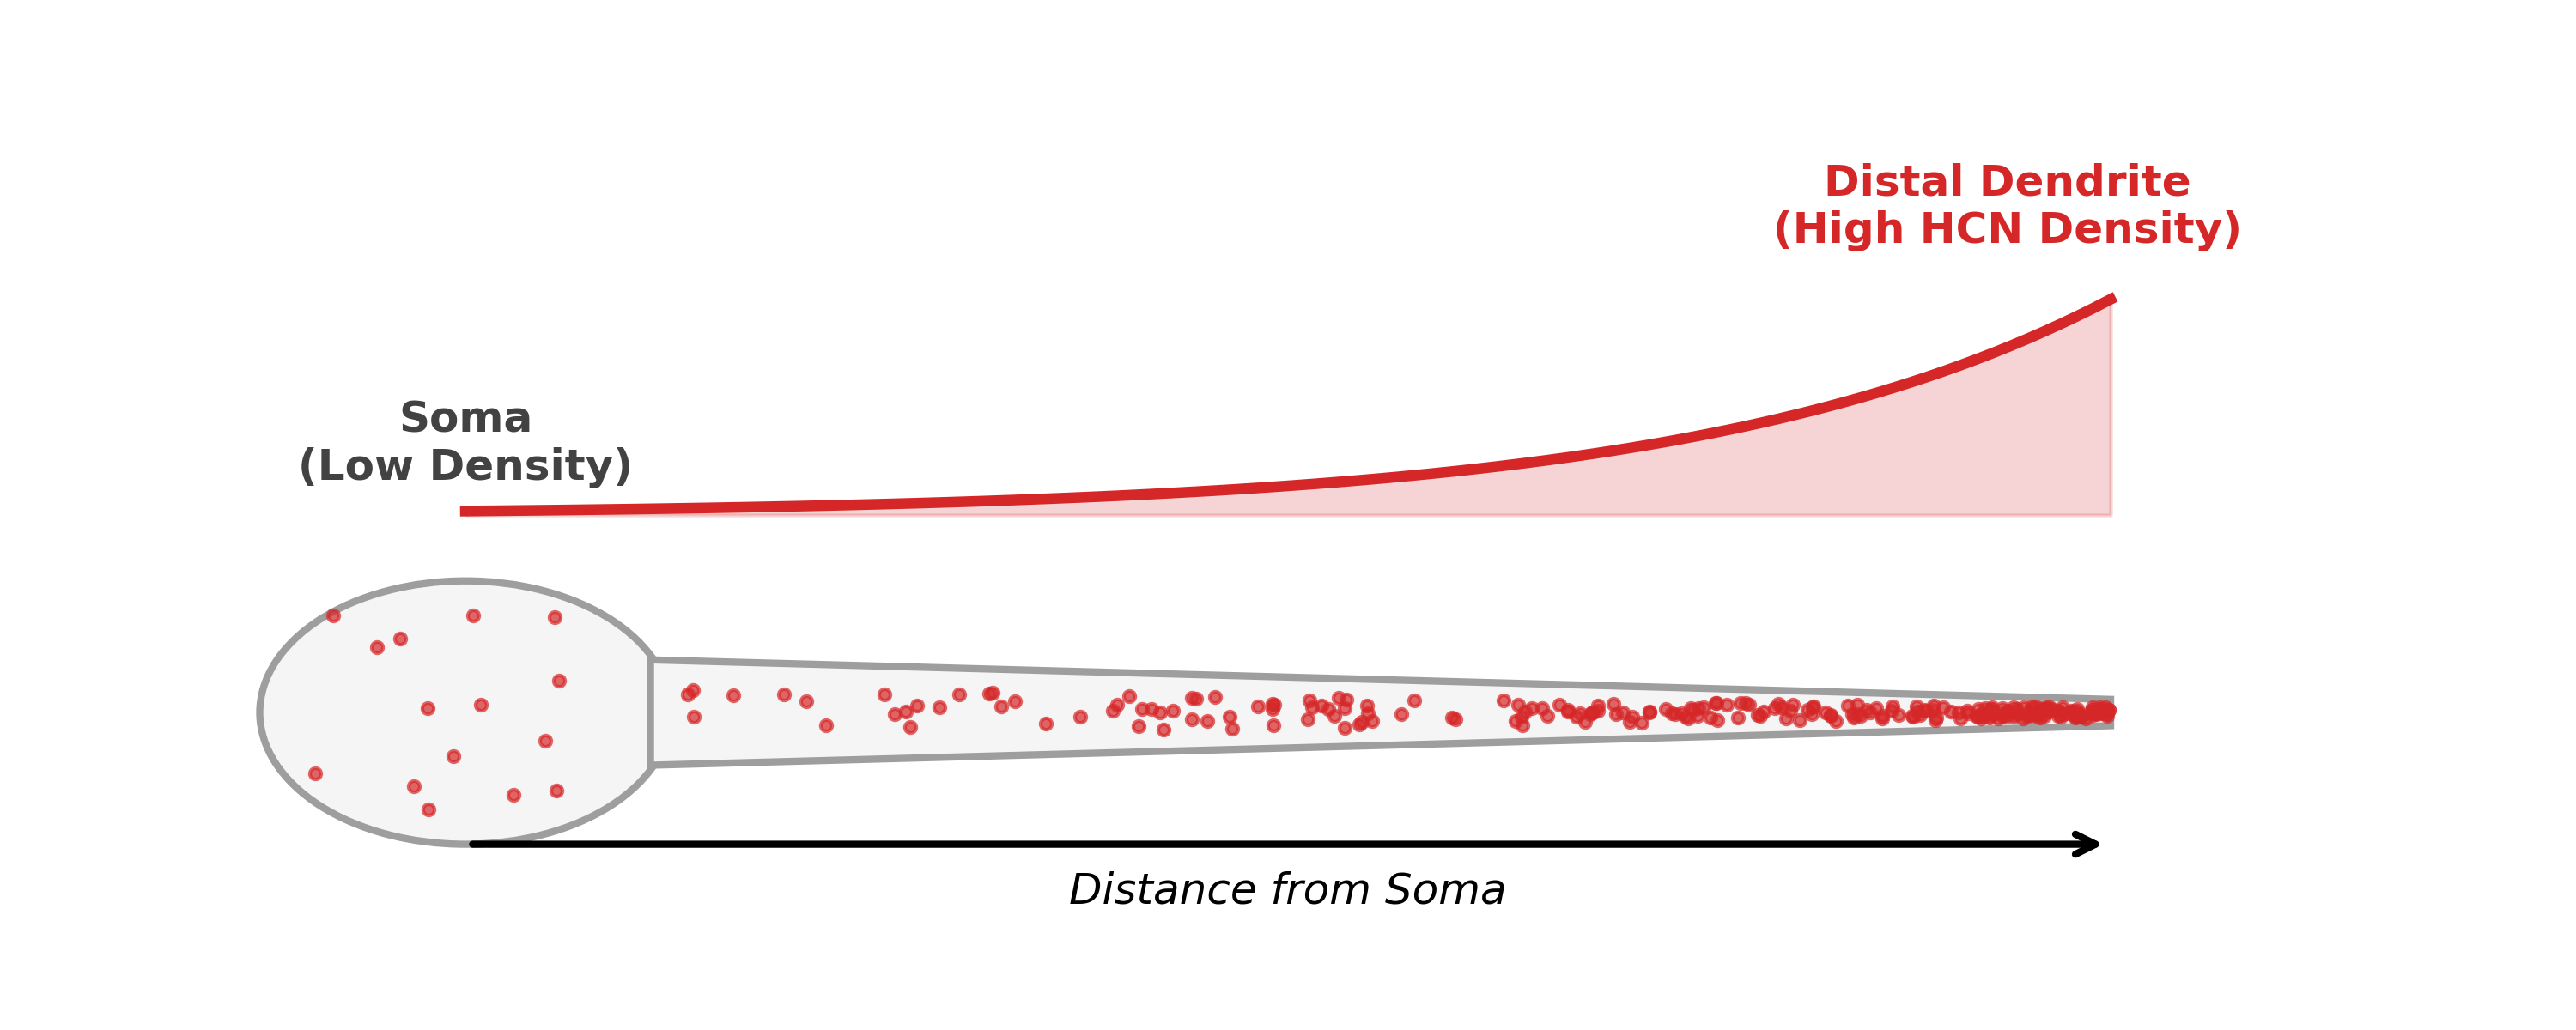 Distal Dendrite
(High HCN Density)
Soma
(Low Density)
Distance from Soma